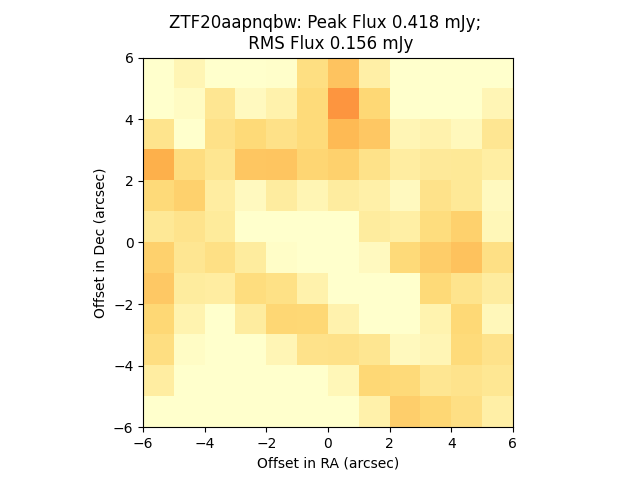 ZTF20aapnqbw: Peak Flux 0.418 mJy;
RMS Flux 0.156 mJy
6
4
2
0
−2
−4
−6
Offset in Dec (arcsec)
−6 −4 −2 0 2 4 6
Offset in RA (arcsec)